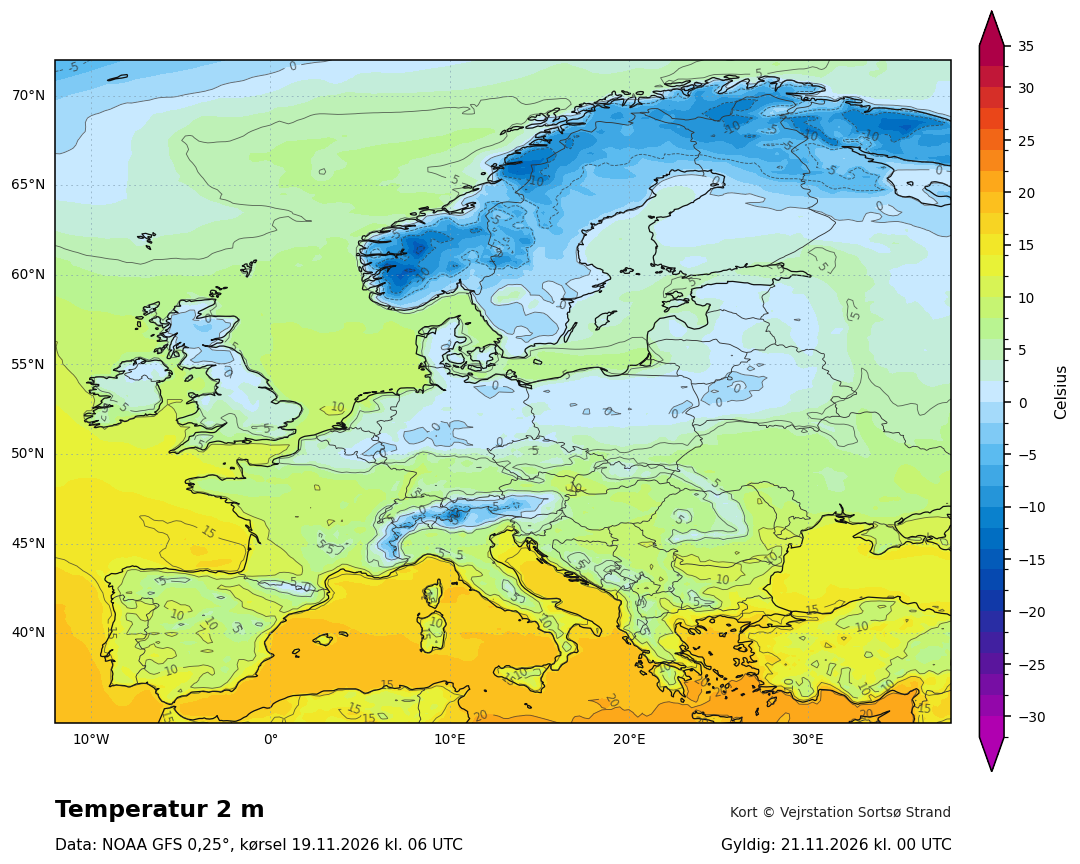 35
30
25
20
15
10
5
0
−5
−10
−15
−20
−25
−30
Celsius
70°N
65°N
60°N
55°N
50°N
45°N
40°N
10°W
0°
10°E
20°E
30°E
Temperatur 2 m
Kort © Vejrstation Sortsø Strand
Data: NOAA GFS 0,25°, kørsel 19.11.2026 kl. 06 UTC
Gyldig: 21.11.2026 kl. 00 UTC